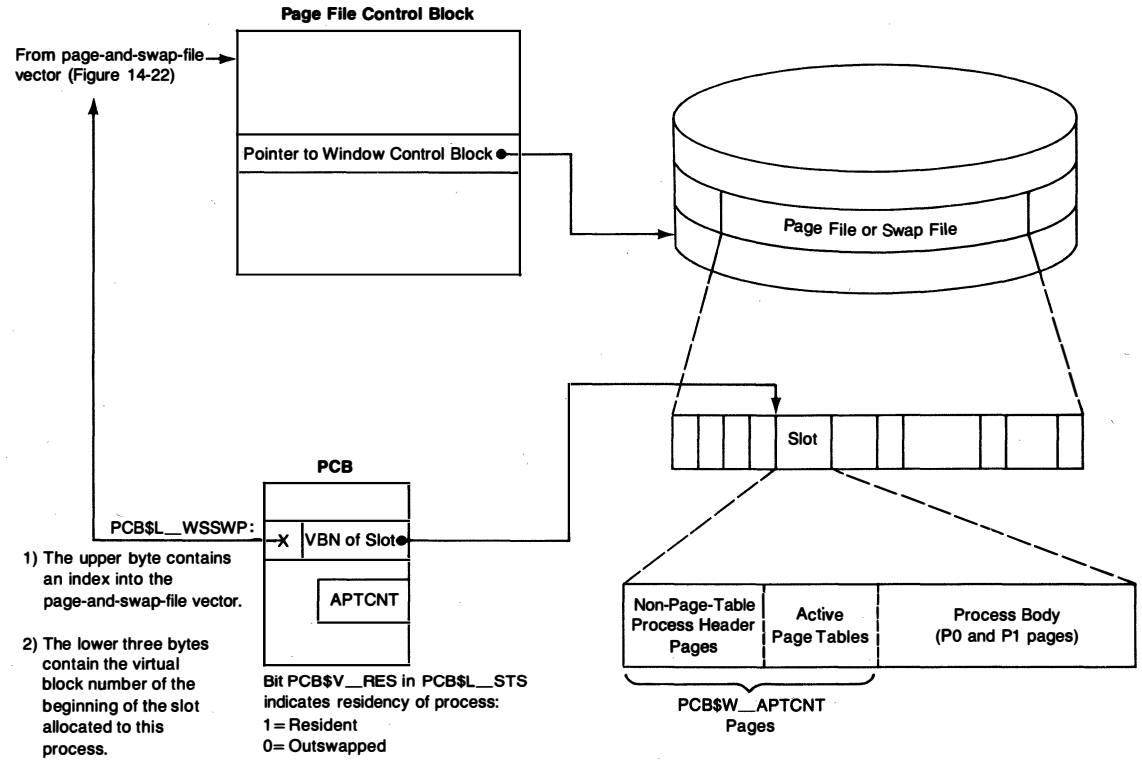 Page File Control Block
From page-and-swap-file
vector (Figure 14-22)
Pointer to Window Control Block
Page File or Swap File
Slot
PCB
PCB$L__WSSWP:
X
VBN of Slot
APTCNT
1) The upper byte contains
an index into the
page-and-swap-file vector.
2) The lower three bytes
contain the virtual
block number of the
beginning of the slot
allocated to this
process.
Bit PCB$V__RES in PCB$L__STS
indicates residency of process:
1= Resident
0= Outswapped
Non-Page-Table
Process Header
Pages
Active
Page Tables
Process Body
(P0 and P1 pages)
PCB$W__APTCNT
Pages